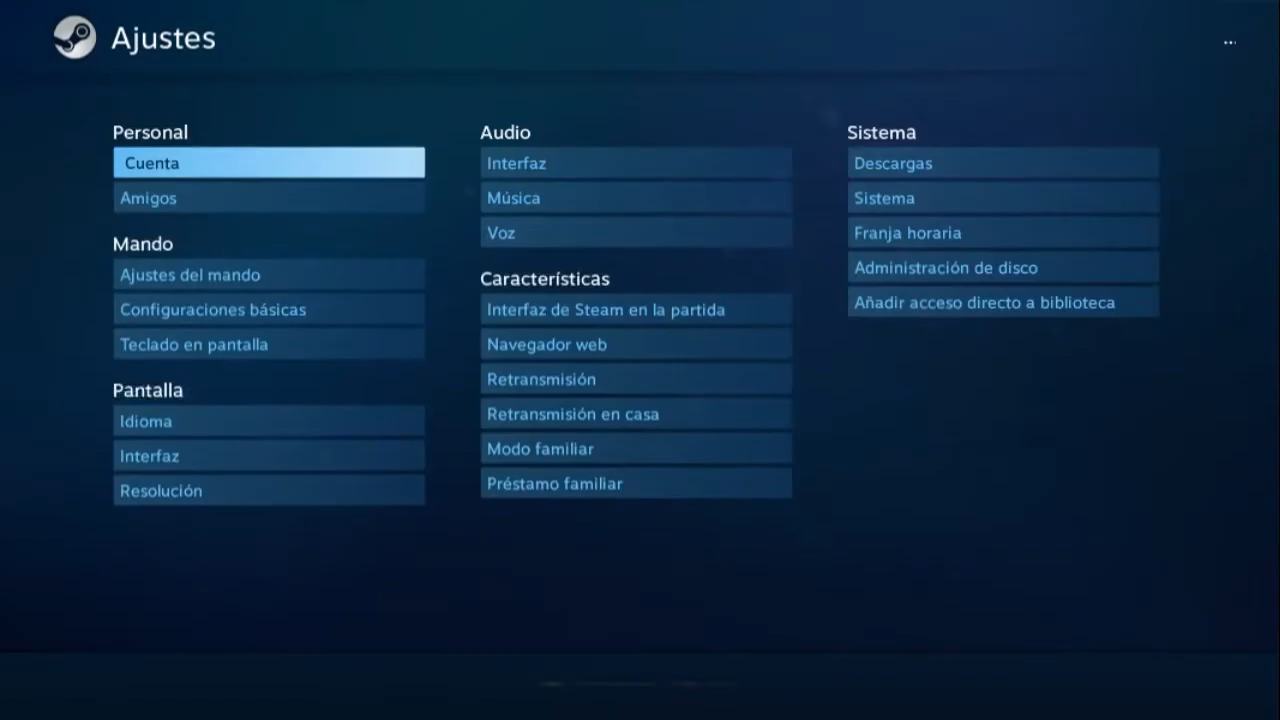 Ajustes
...
Personal
Cuenta
Amigos
Mando
Ajustes del mando
Configuraciones básicas
Teclado en pantalla
Pantalla
Idioma
Interfaz
Resolución
Audio
Interfaz
Música
Voz
Características
Interfaz de Steam en la partida
Navegador web
Retransmisión
Retransmisión en casa
Modo familiar
Préstamo familiar
Sistema
Descargas
Sistema
Franja horaria
Administración de disco
Añadir acceso directo a biblioteca